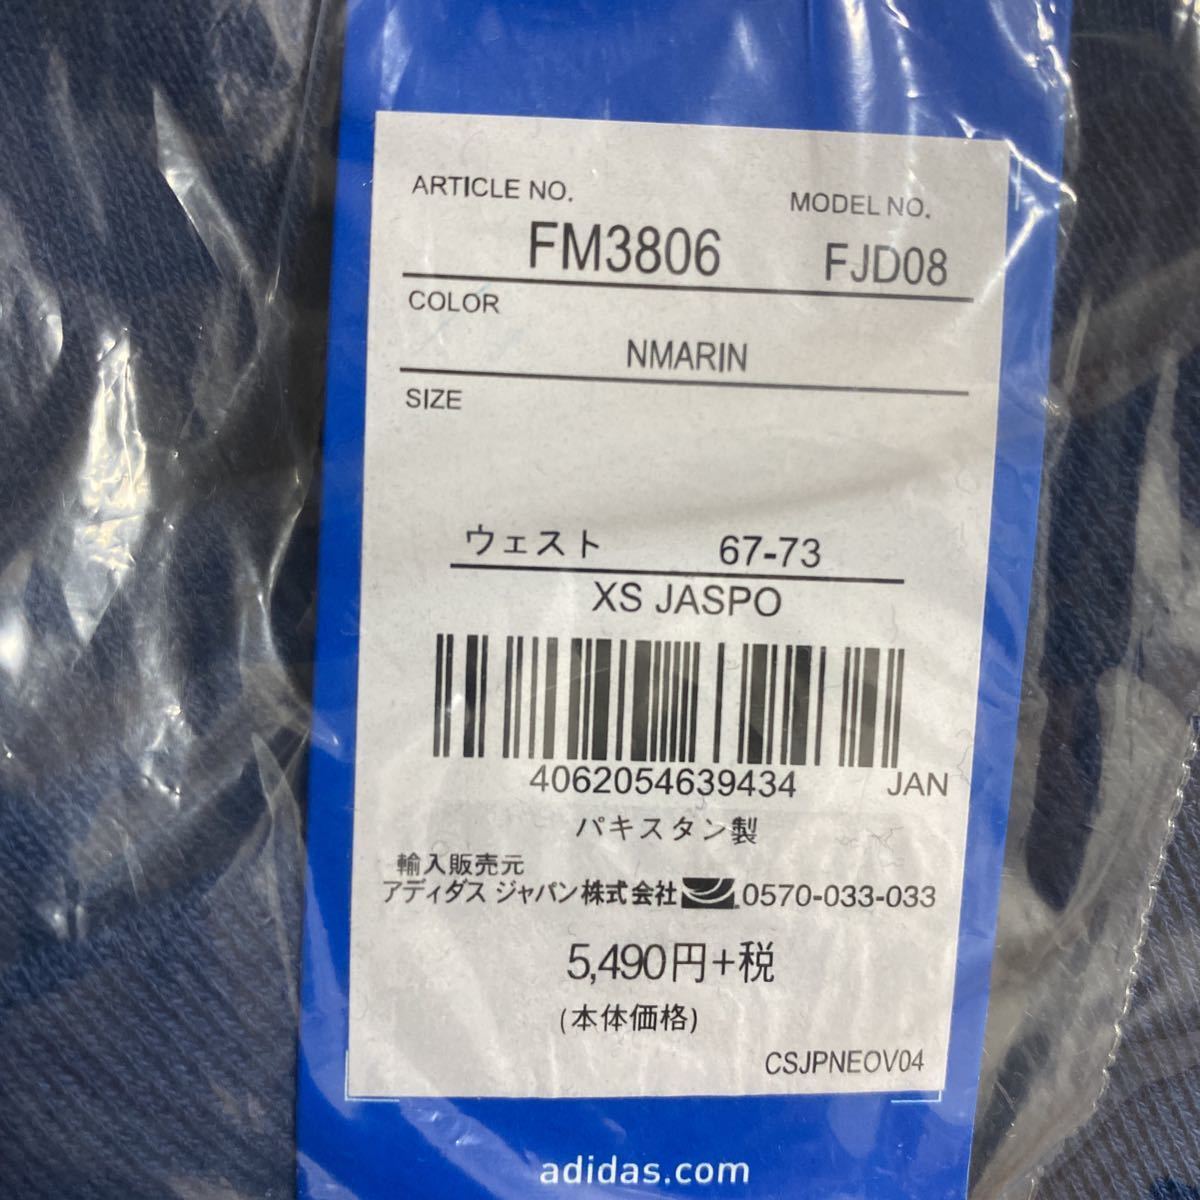 ARTICLE NO. MODEL NO.
FM3806 FJD08
COLOR
NMARIN
SIZE
ウェスト 67-73
XS JASPO
4062054639434 JAN
パキスタン製
輸入販売元
アディダス ジャパン株式会社 0570-033-033
5,490円+税
(本体価格)
CSJPNEOV04
adidas.com